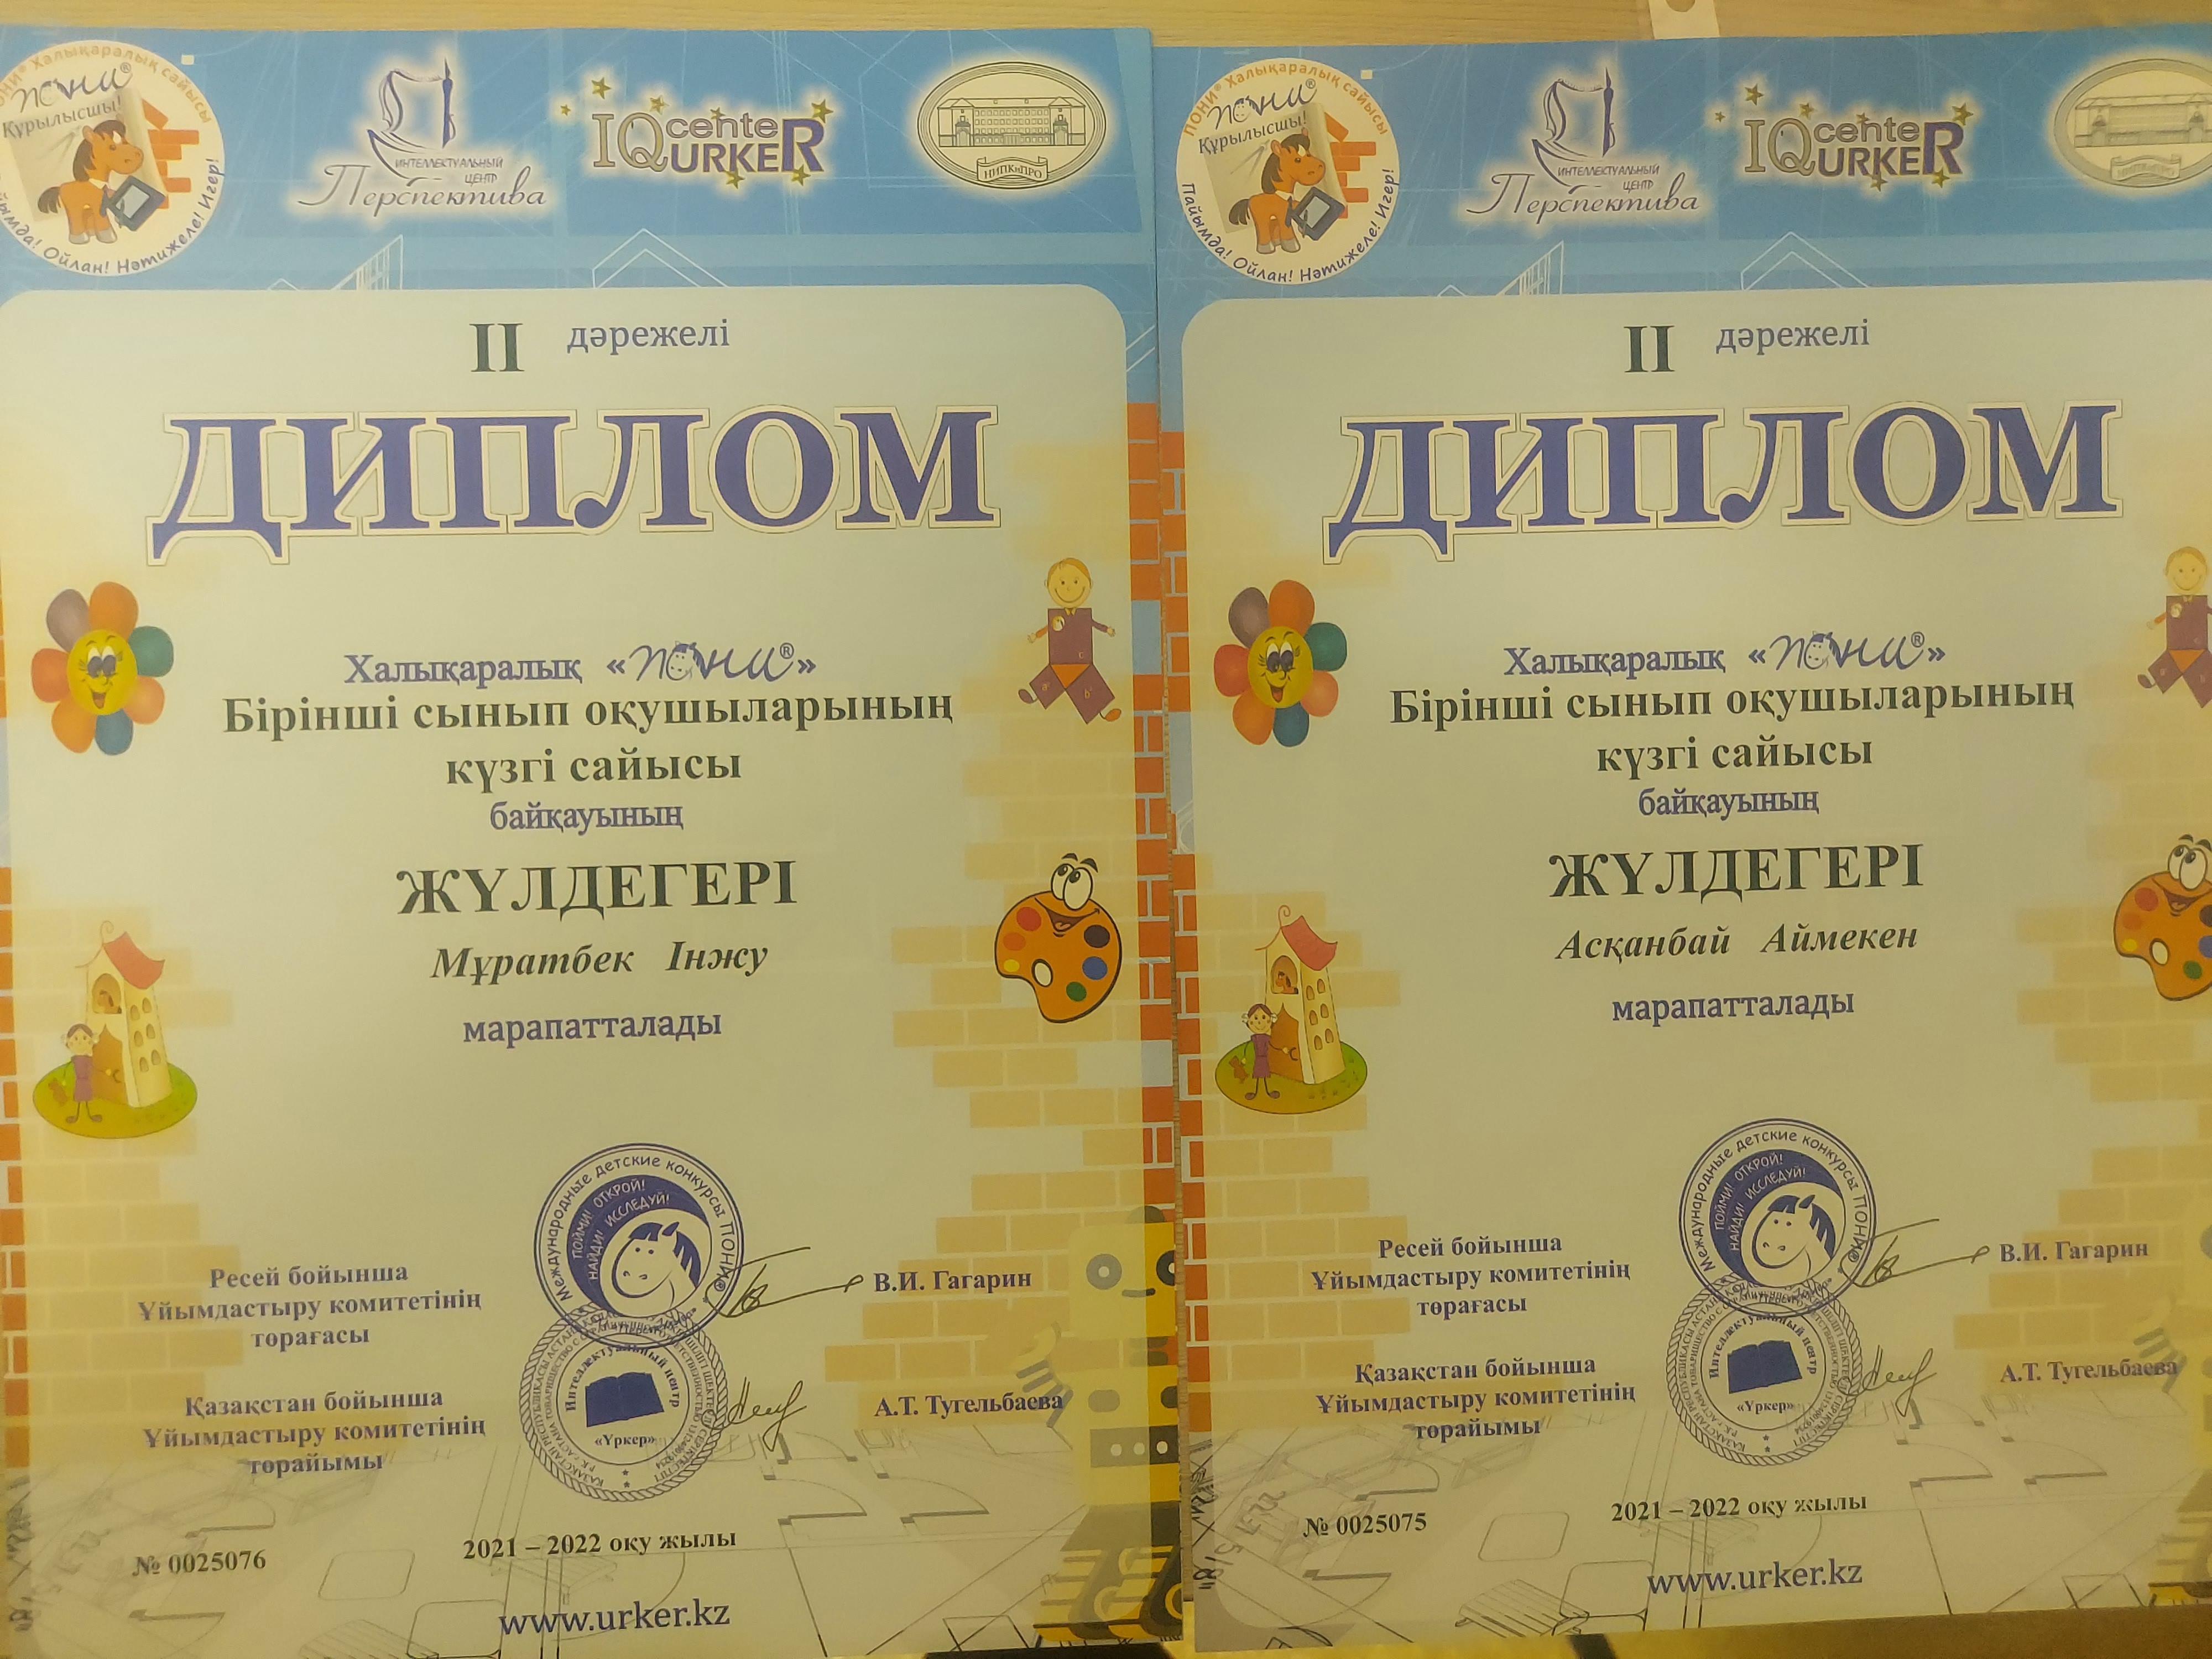 ПОНИ® Халықаралық сайысы
ПОНИ®
Құрылысшы!
Ойлан! Нәтижеле! Игер!
ИНТЕЛЛЕКТУАЛЬНЫЙ
ЦЕНТР
Перспектива
IQ cente URKER
НИПКиПРО
II дәрежелі
ДИПЛОМ
Халықаралық «ПОНИ®»
Бірінші сынып оқушыларының
күзгі сайысы
байқауының
ЖҮЛДЕГЕРІ
Мұратбек Інжу
марапатталады
Международные детские конкурсы ПОНИ®
ПОЙМИ! ОТКРОЙ!
НАЙДИ! ИССЛЕДУЙ!
Ресей бойынша
Ұйымдастыру комитетінің
төрағасы
В.И. Гагарин
Интеллектуальный центр
«Үркер»
Қазақстан бойынша
Ұйымдастыру комитетінің
төрайымы
А.Т. Тугельбаева
№ 0025076
2021 – 2022 оқу жылы
www.urker.kz
ПОНИ® Халықаралық сайысы
ПОНИ®
Құрылысшы!
Пайымда! Ойлан! Нәтижеле! Игер!
ИНТЕЛЛЕКТУАЛЬНЫЙ
ЦЕНТР
Перспектива
IQ cente URKER
II дәрежелі
ДИПЛОМ
Халықаралық «ПОНИ®»
Бірінші сынып оқушыларының
күзгі сайысы
байқауының
ЖҮЛДЕГЕРІ
Асқанбай Аймекен
марапатталады
Международные детские конкурсы ПОНИ®
ПОЙМИ! ОТКРОЙ!
НАЙДИ! ИССЛЕДУЙ!
Ресей бойынша
Ұйымдастыру комитетінің
төрағасы
В.И. Гагарин
Интеллектуальный центр
«Үркер»
Қазақстан бойынша
Ұйымдастыру комитетінің
төрайымы
А.Т. Тугельбаева
№ 0025075
2021 – 2022 оқу жылы
www.urker.kz